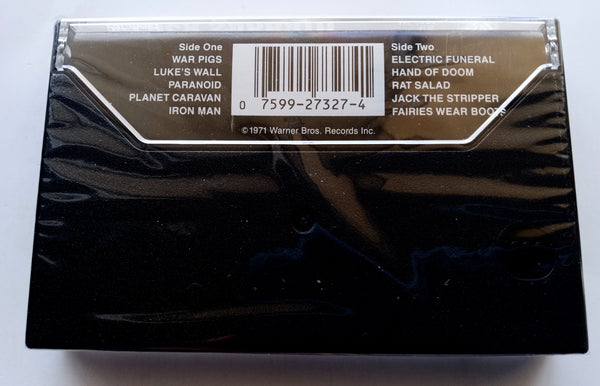 Side One
WAR PIGS
LUKE'S WALL
PARANOID
PLANET CARAVAN
IRON MAN
0 7599-27327-4
©1971 Warner Bros. Records Inc.
Side Two
ELECTRIC FUNERAL
HAND OF DOOM
RAT SALAD
JACK THE STRIPPER
FAIRIES WEAR BOOTS